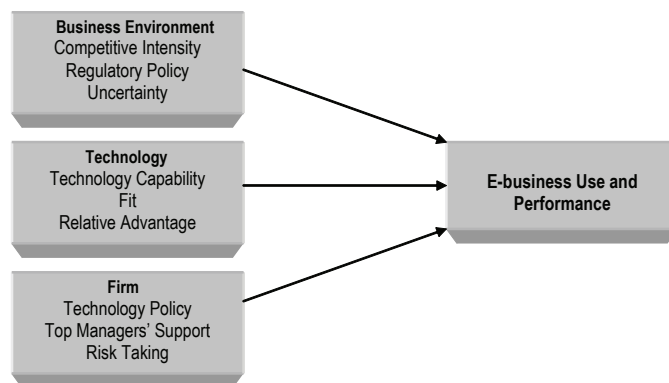 Business Environment
Competitive Intensity
Regulatory Policy
Uncertainty
Technology
Technology Capability
Fit
Relative Advantage
Firm
Technology Policy
Top Managers' Support
Risk Taking
E-business Use and
Performance